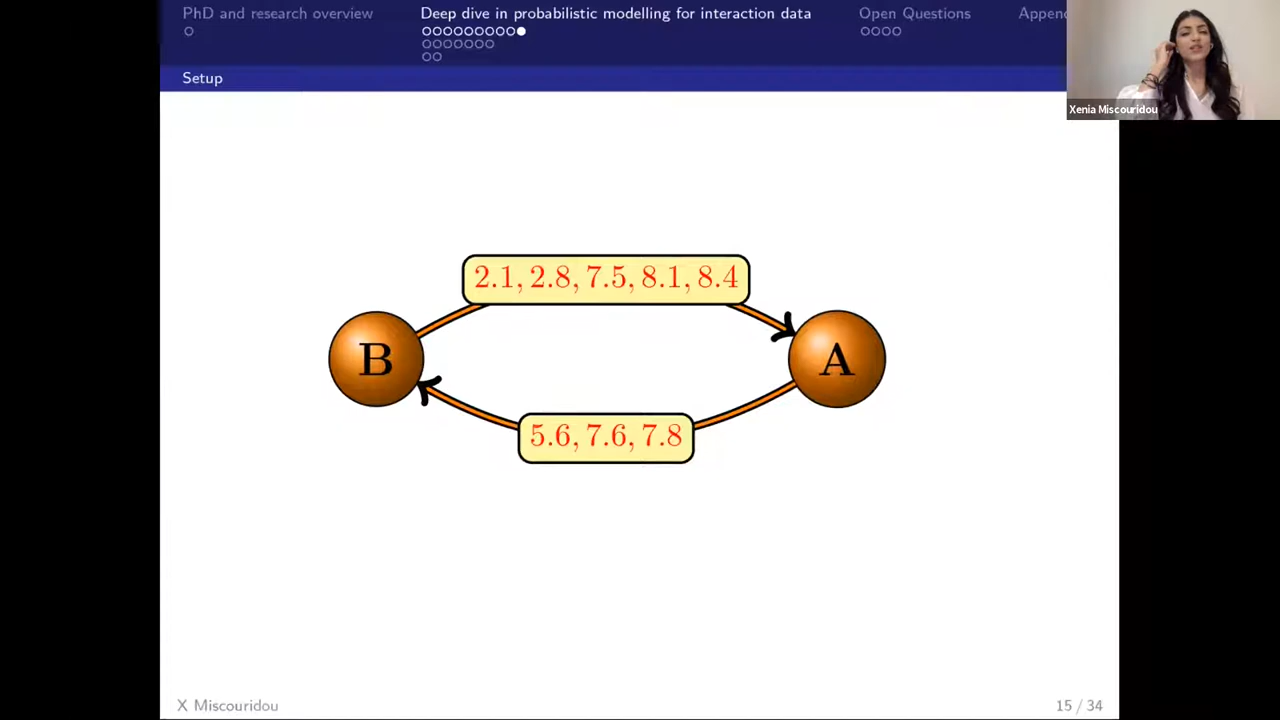 PhD and research overview
Deep dive in probabilistic modelling for interaction data
Open Questions
Setup
Xenia Miscouridou
2.1, 2.8, 7.5, 8.1, 8.4
B
A
5.6, 7.6, 7.8
X Miscouridou
15 / 34